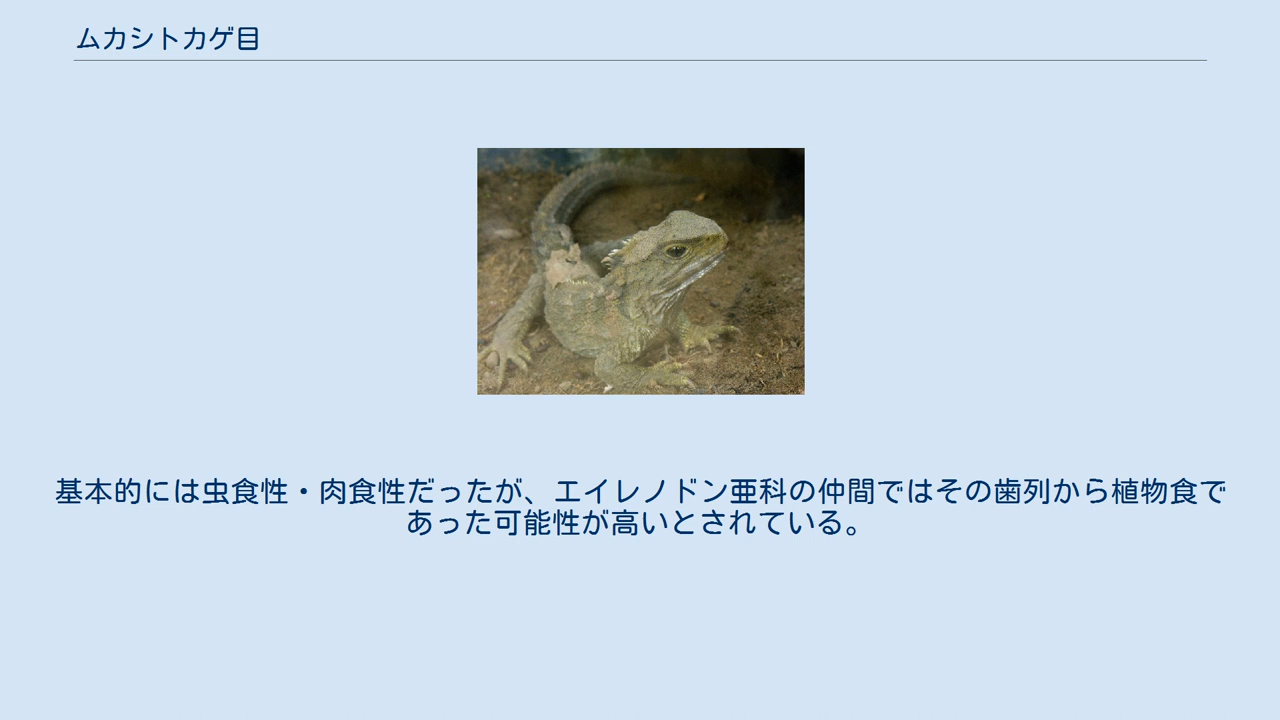 ムカシトカゲ目
基本的には虫食性・肉食性だったが、エイレノドン亜科の仲間ではその歯列から植物食で
あった可能性が高いとされている。